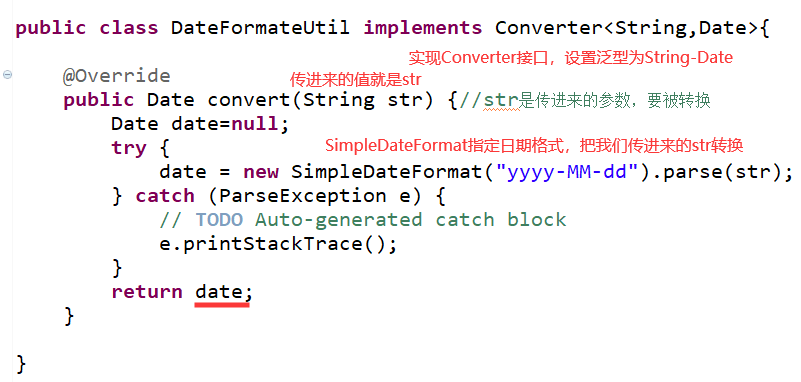 public class DateFormateUtil implements Converter<String,Date>{
实现Converter接口，设置泛型为String-Date
@Override
传进来的值就是str
public Date convert(String str) {//str是传进来的参数，要被转换
Date date=null;
try {
SimpleDateFormat指定日期格式，把我们传进来的str转换
date = new SimpleDateFormat("yyyy-MM-dd").parse(str);
} catch (ParseException e) {
// TODO Auto-generated catch block
e.printStackTrace();
}
return date;
}
}